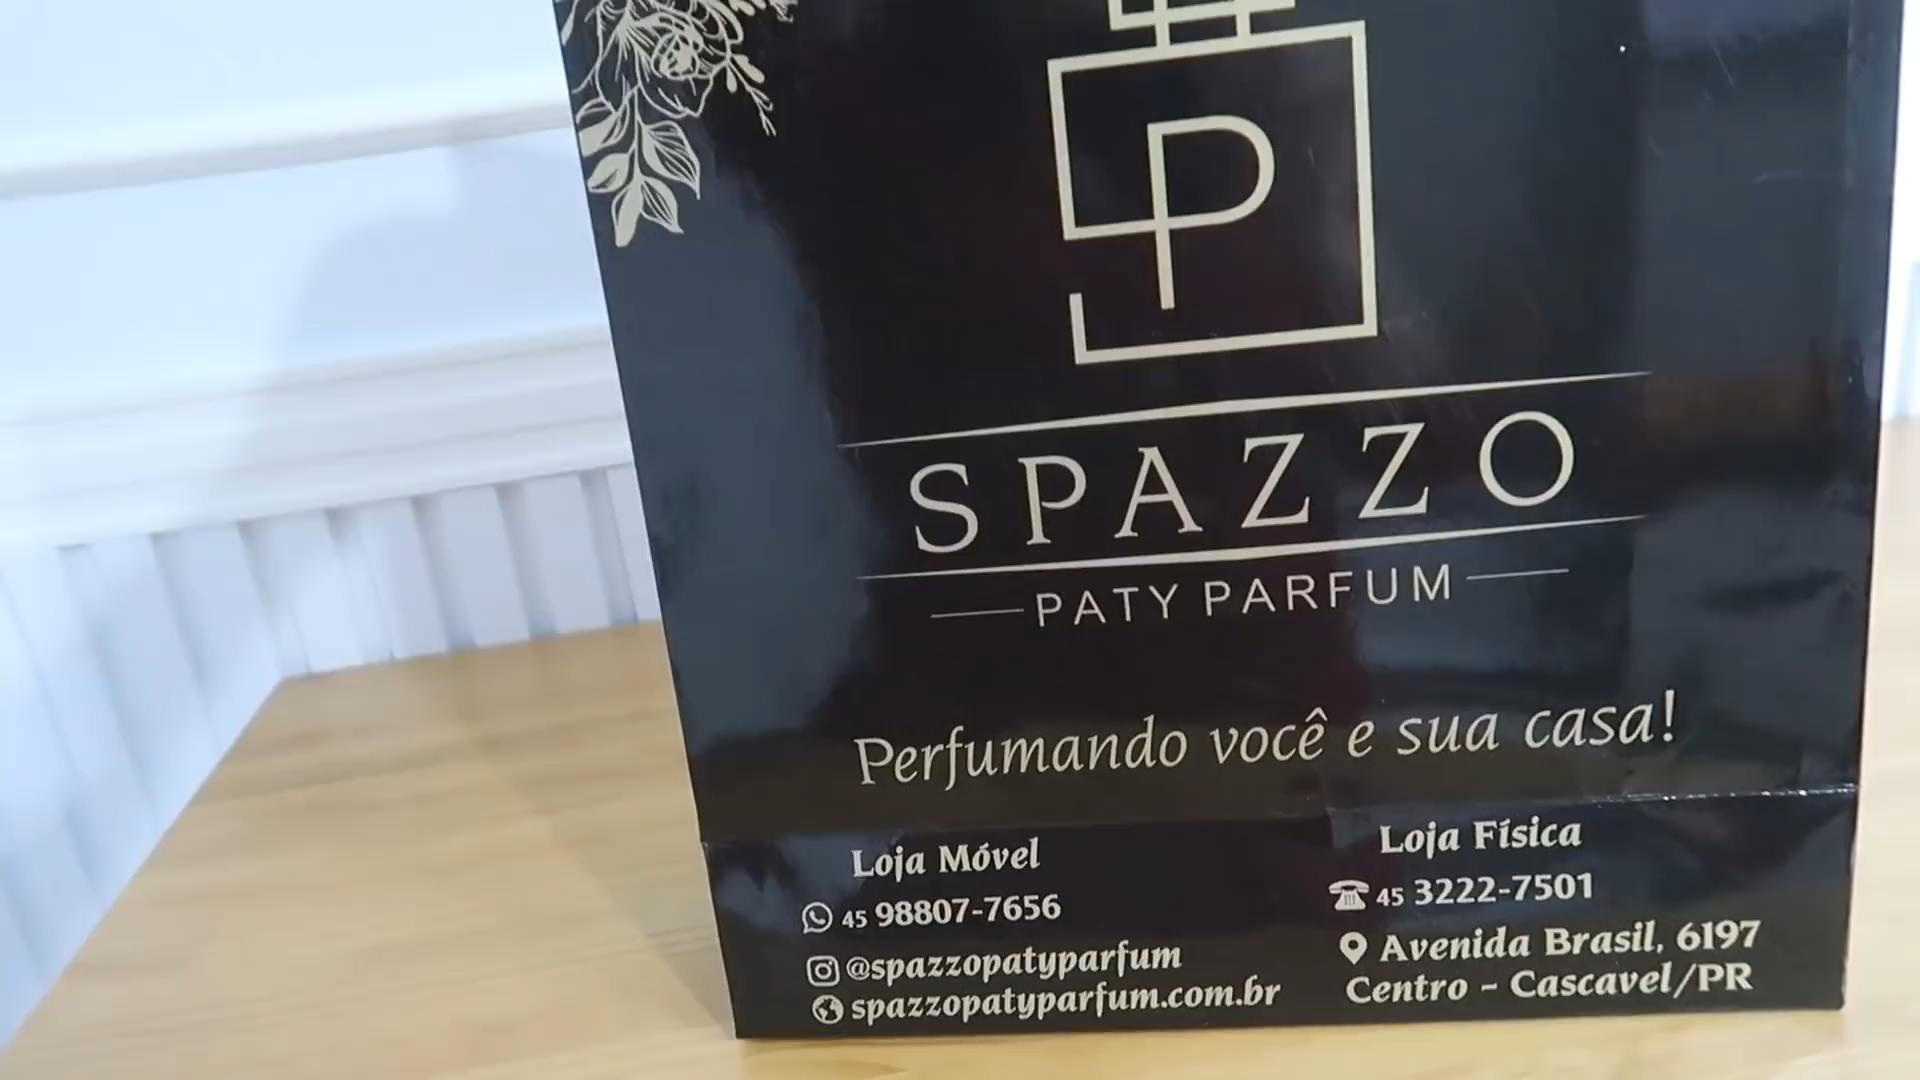 P
SPAZZO
PATY PARFUM
Perfumando você e sua casa!
Loja Móvel
45 98807-7656
@spazzopatyparfum
spazzopatyparfum.com.br
Loja Física
45 3222-7501
Avenida Brasil, 6197
Centro - Cascavel/PR